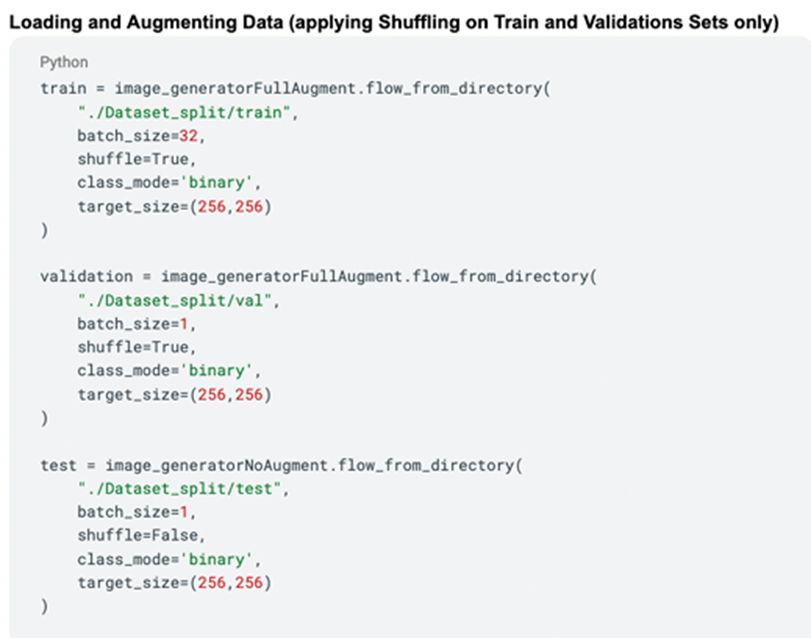 Loading and Augmenting Data (applying Shuffling on Train and Validations Sets only)
Python
train = image_generatorFullAugment.flow_from_directory(
    "./Dataset_split/train",
    batch_size=32,
    shuffle=True,
    class_mode='binary',
    target_size=(256,256)
)
validation = image_generatorFullAugment.flow_from_directory(
    "./Dataset_split/val",
    batch_size=1,
    shuffle=True,
    class_mode='binary',
    target_size=(256,256)
)
test = image_generatorNoAugment.flow_from_directory(
    "./Dataset_split/test",
    batch_size=1,
    shuffle=False,
    class_mode='binary',
    target_size=(256,256)
)